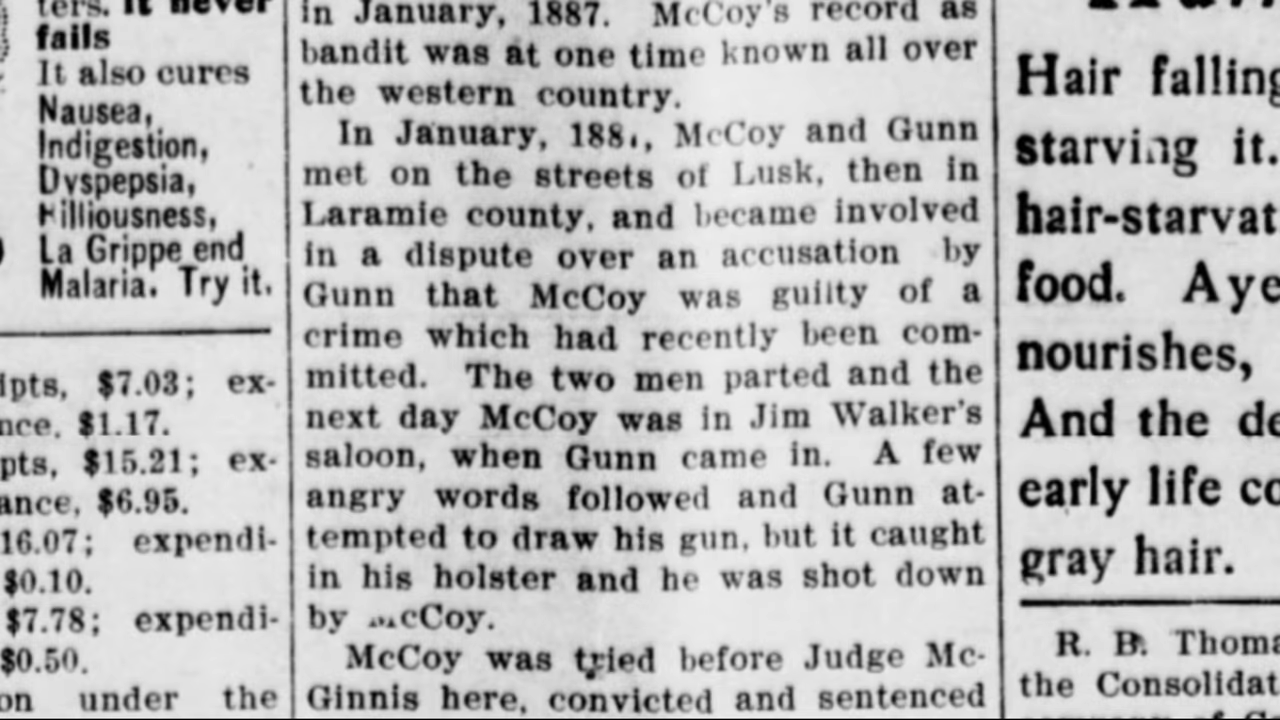 ters. It never
fails
It also cures
Nausea,
Indigestion,
Dyspepsia,
Billiousness,
La Grippe end
Malaria. Try it.
ipts, $7.03; ex-
nce, $1.17.
pts, $15.21; ex-
ance, $6.95.
16.07; expendi-
$0.10.
$7.78; expendi-
$0.50.
on under the
in January, 1887. McCoy's record as
bandit was at one time known all over
the western country.
In January, McCoy and Gunn
met on the streets of Lusk, then in
Laramie county, and became involved
in a dispute over an accusation by
Gunn that McCoy was guilty of a
crime which had recently been com-
mitted. The two men parted and the
next day McCoy was in Jim Walker's
saloon, when Gunn came in. A few
angry words followed and Gunn at-
tempted to draw his gun, but it caught
in his holster and he was shot down
by McCoy.
McCoy was tried before Judge Mc-
Ginnis here, convicted and sentenced
Hair falling
starving it.
hair-starvat
food. Aye
nourishes,
And the de
early life co
gray hair.
R. B. Thoma
the Consolidat